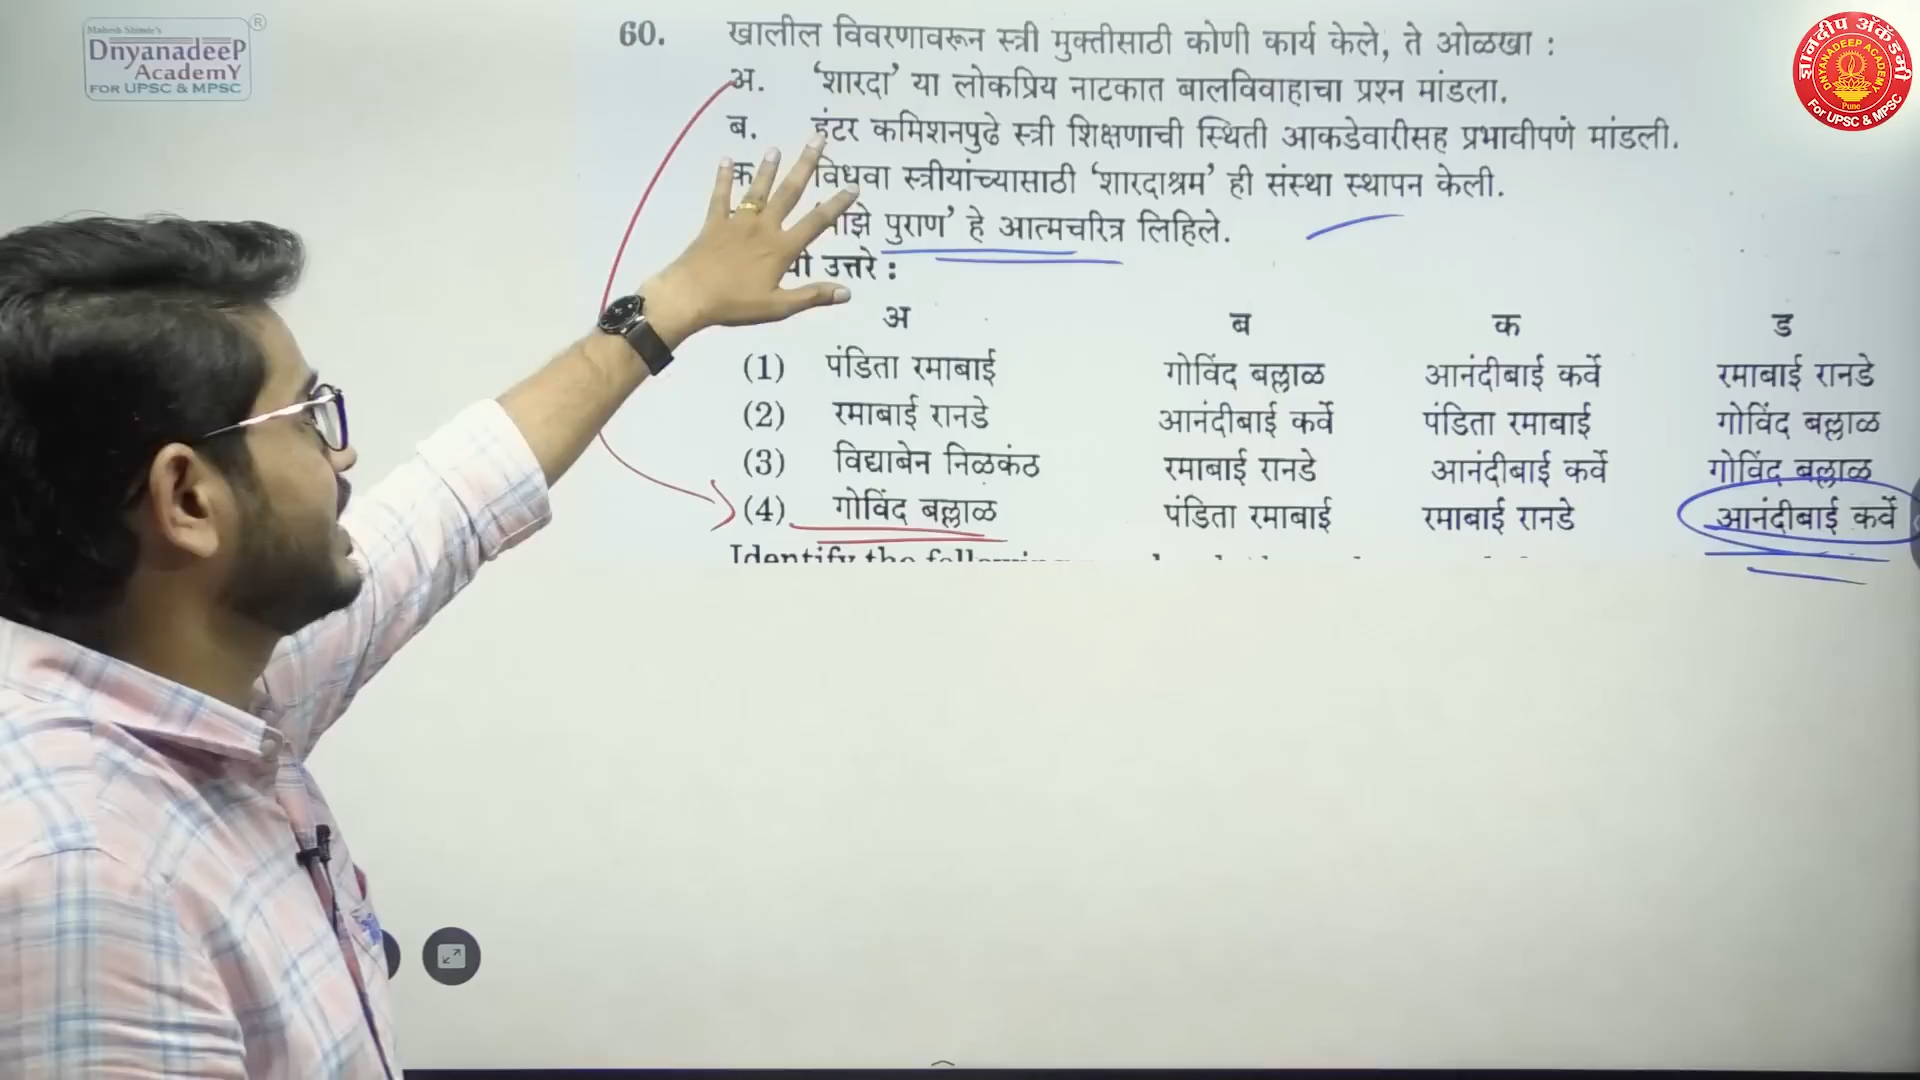 Mahesh Shinde's
DnyanadeeP
AcademY
FOR UPSC & MPSC
®
ज्ञानदीप अॅकॅडमी
DNYANADEEP ACADEMY
Pune
For UPSC & MPSC
60. खालील विवरणावरून स्त्री मुक्तीसाठी कोणी कार्य केले, ते ओळखा :
अ. ‘शारदा’ या लोकप्रिय नाटकात बालविवाहाचा प्रश्न मांडला.
ब. हंटर कमिशनपुढे स्त्री शिक्षणाची स्थिती आकडेवारीसह प्रभावीपणे मांडली.
क विधवा स्त्रीयांच्यासाठी ‘शारदाश्रम’ ही संस्था स्थापन केली.
पुराण’ हे आत्मचरित्र लिहिले.
उत्तरे :
अ ब क ड
(1) पंडिता रमाबाई गोविंद बल्लाळ आनंदीबाई कर्वे रमाबाई रानडे
(2) रमाबाई रानडे आनंदीबाई कर्वे पंडिता रमाबाई गोविंद बल्लाळ
(3) विद्याबेन निळकंठ रमाबाई रानडे आनंदीबाई कर्वे गोविंद बल्लाळ
(4) गोविंद बल्लाळ पंडिता रमाबाई रमाबाई रानडे आनंदीबाई कर्वे
Identify the